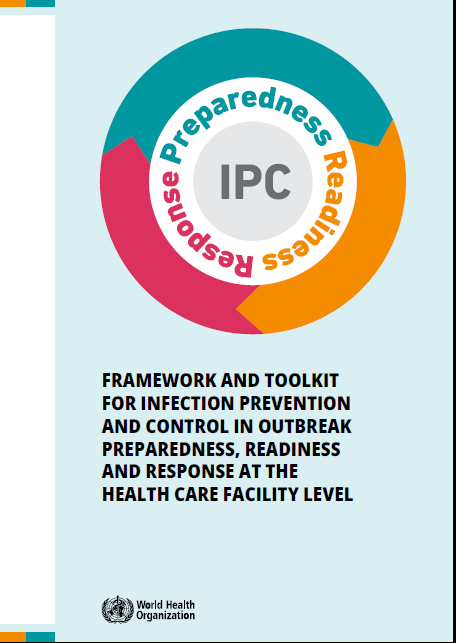 Preparedness
Readiness
Response
IPC
FRAMEWORK AND TOOLKIT
FOR INFECTION PREVENTION
AND CONTROL IN OUTBREAK
PREPAREDNESS, READINESS
AND RESPONSE AT THE
HEALTH CARE FACILITY LEVEL
World Health
Organization